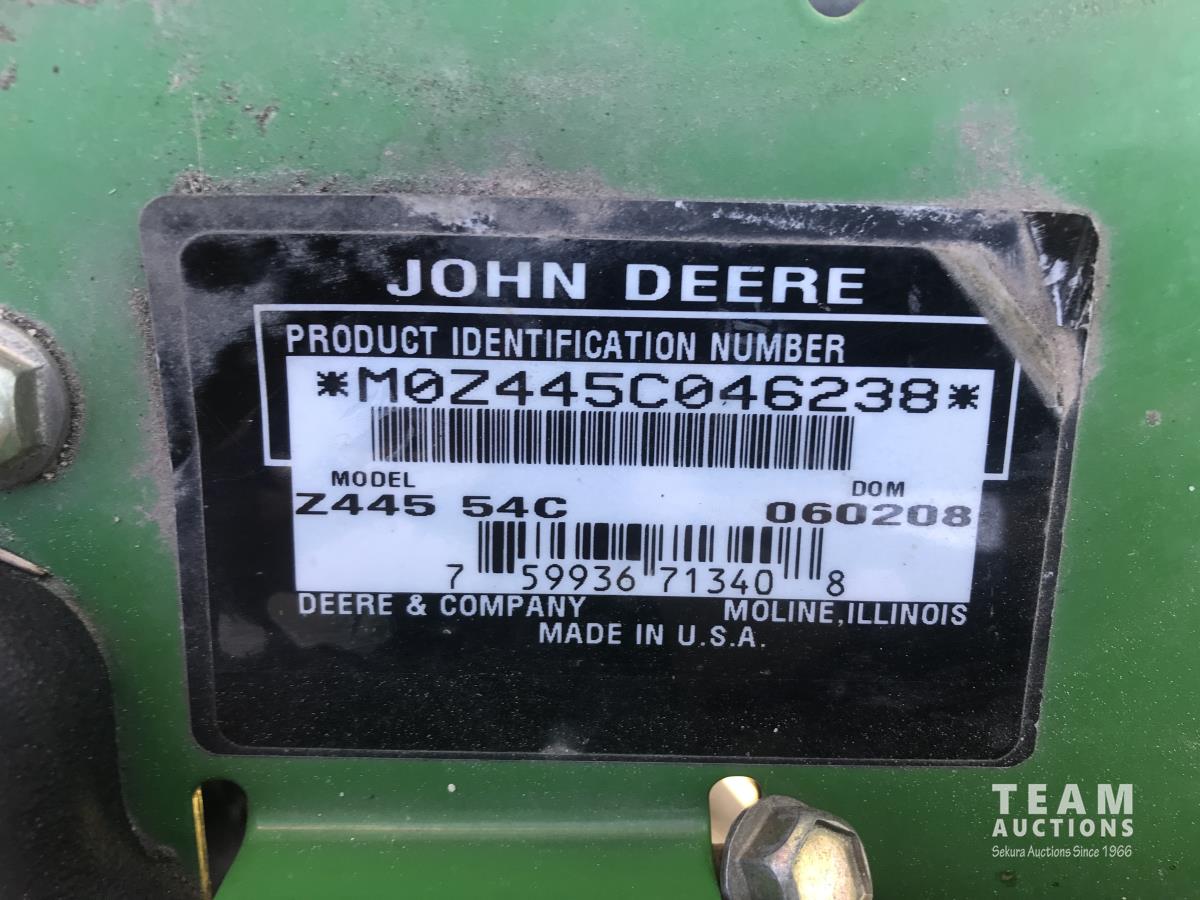 JOHN DEERE
PRODUCT IDENTIFICATION NUMBER
*M0Z445C046238*
MODEL
DOM
Z445 54C
060208
7 59936 71340 8
DEERE & COMPANY
MOLINE, ILLINOIS
MADE IN U.S.A.
TEAM
AUCTIONS
Sekura Auctions Since 1966